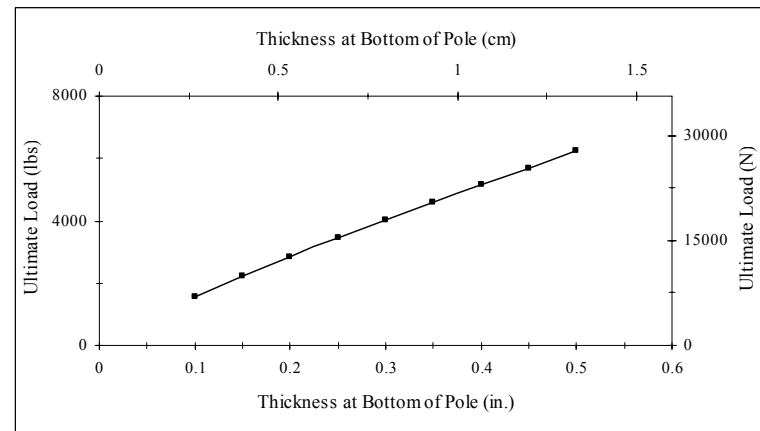 Thickness at Bottom of Pole (cm)
0 0.5 1 1.5
8000
30000
4000
15000
0 0
Ultimate Load (lbs)
Ultimate Load (N)
0 0.1 0.2 0.3 0.4 0.5 0.6
Thickness at Bottom of Pole (in.)